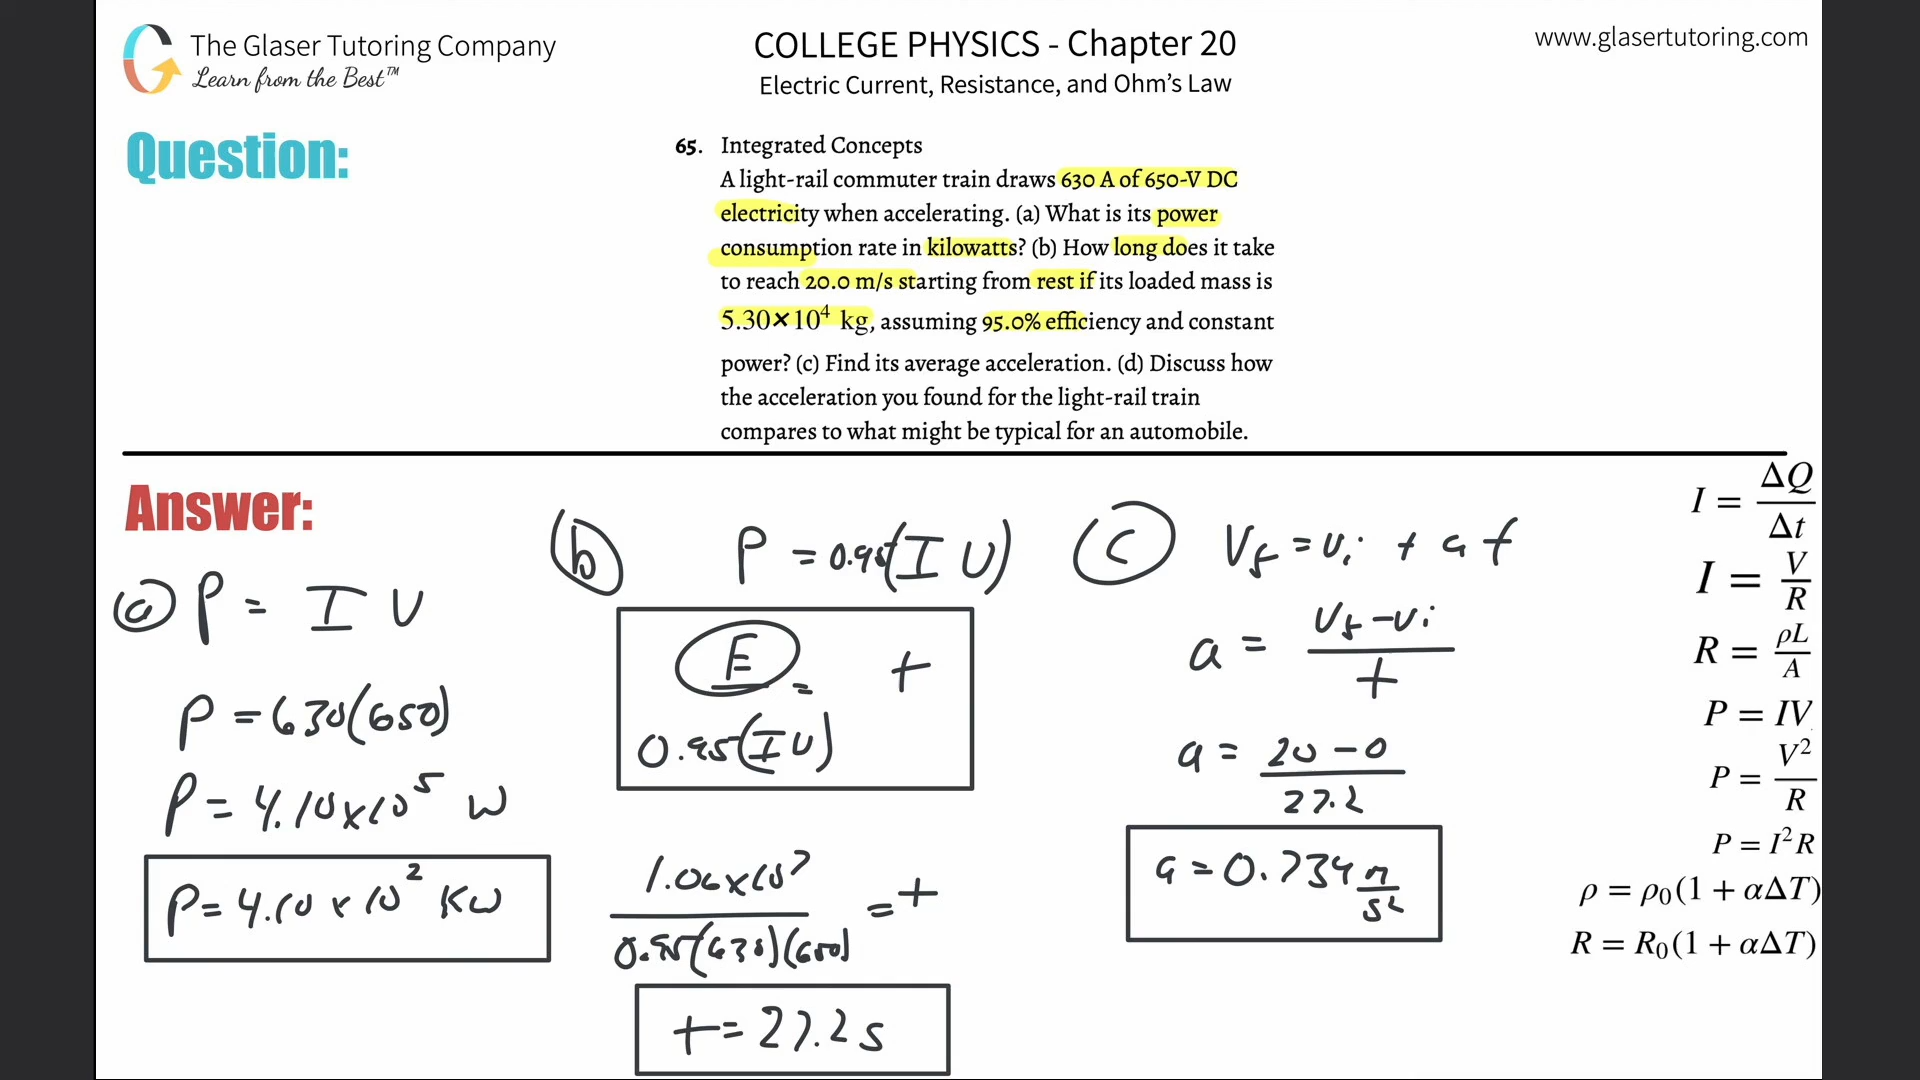 The Glaser Tutoring Company
Learn from the Best™
COLLEGE PHYSICS - Chapter 20
Electric Current, Resistance, and Ohm's Law
www.glasertutoring.com
Question:
65. Integrated Concepts
A light-rail commuter train draws 630 A of 650-V DC
electricity when accelerating. (a) What is its power
consumption rate in kilowatts? (b) How long does it take
to reach 20.0 m/s starting from rest if its loaded mass is
5.30×10⁴ kg, assuming 95.0% efficiency and constant
power? (c) Find its average acceleration. (d) Discuss how
the acceleration you found for the light-rail train
compares to what might be typical for an automobile.
Answer:
(a) P = I V
P = 630(650)
P = 4.10x10⁵ W
P = 4.10 x 10² KW
(b) P = 0.95(I V)
E / 0.95(I V) = t
1.06x10⁷ / 0.95(630)(650) = t
t = 27.2 s
(c) Vf = Vi + a t
a = Vf - Vi / t
a = 20 - 0 / 27.2
a = 0.734 m/s²
I = ΔQ/Δt
I = V/R
R = ρL/A
P = IV
P = V²/R
P = I²R
ρ = ρ₀(1 + αΔT)
R = R₀(1 + αΔT)